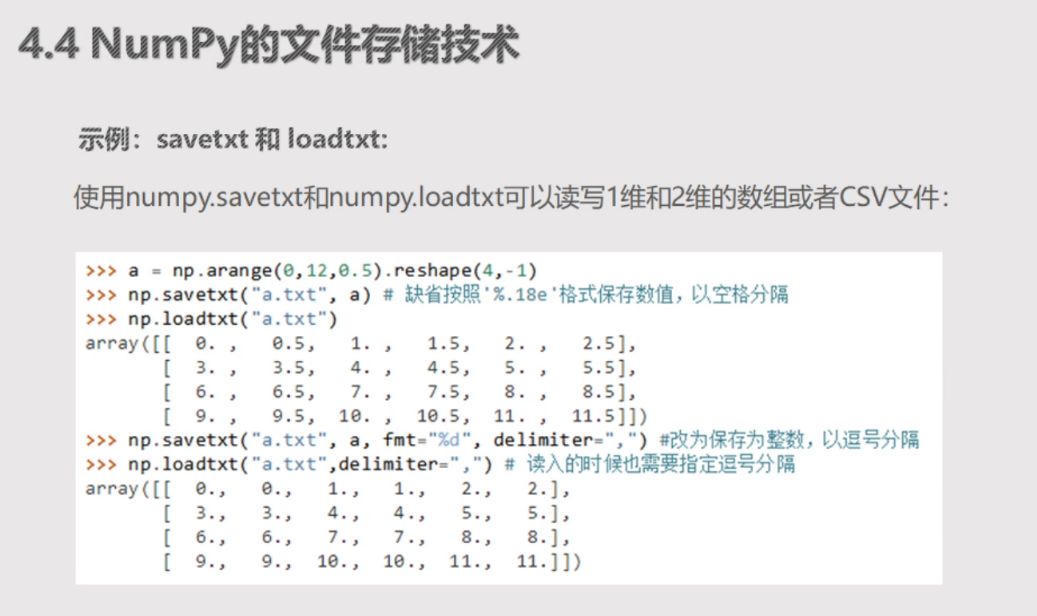 4.4 NumPy的文件存储技术
示例：savetxt 和 loadtxt:
使用numpy.savetxt和numpy.loadtxt可以读写1维和2维的数组或者CSV文件：
>>> a = np.arange(0,12,0.5).reshape(4,-1)
>>> np.savetxt("a.txt", a) # 缺省按照'%.18e'格式保存数值，以空格分隔
>>> np.loadtxt("a.txt")
array([[  0. ,   0.5,   1. ,   1.5,   2. ,   2.5],
       [  3. ,   3.5,   4. ,   4.5,   5. ,   5.5],
       [  6. ,   6.5,   7. ,   7.5,   8. ,   8.5],
       [  9. ,   9.5,  10. ,  10.5,  11. ,  11.5]])
>>> np.savetxt("a.txt", a, fmt="%d", delimiter=",") #改为保存为整数，以逗号分隔
>>> np.loadtxt("a.txt",delimiter=",") # 读入的时候也需要指定逗号分隔
array([[  0.,   0.,   1.,   1.,   2.,   2.],
       [  3.,   3.,   4.,   4.,   5.,   5.],
       [  6.,   6.,   7.,   7.,   8.,   8.],
       [  9.,   9.,  10.,  10.,  11.,  11.]])